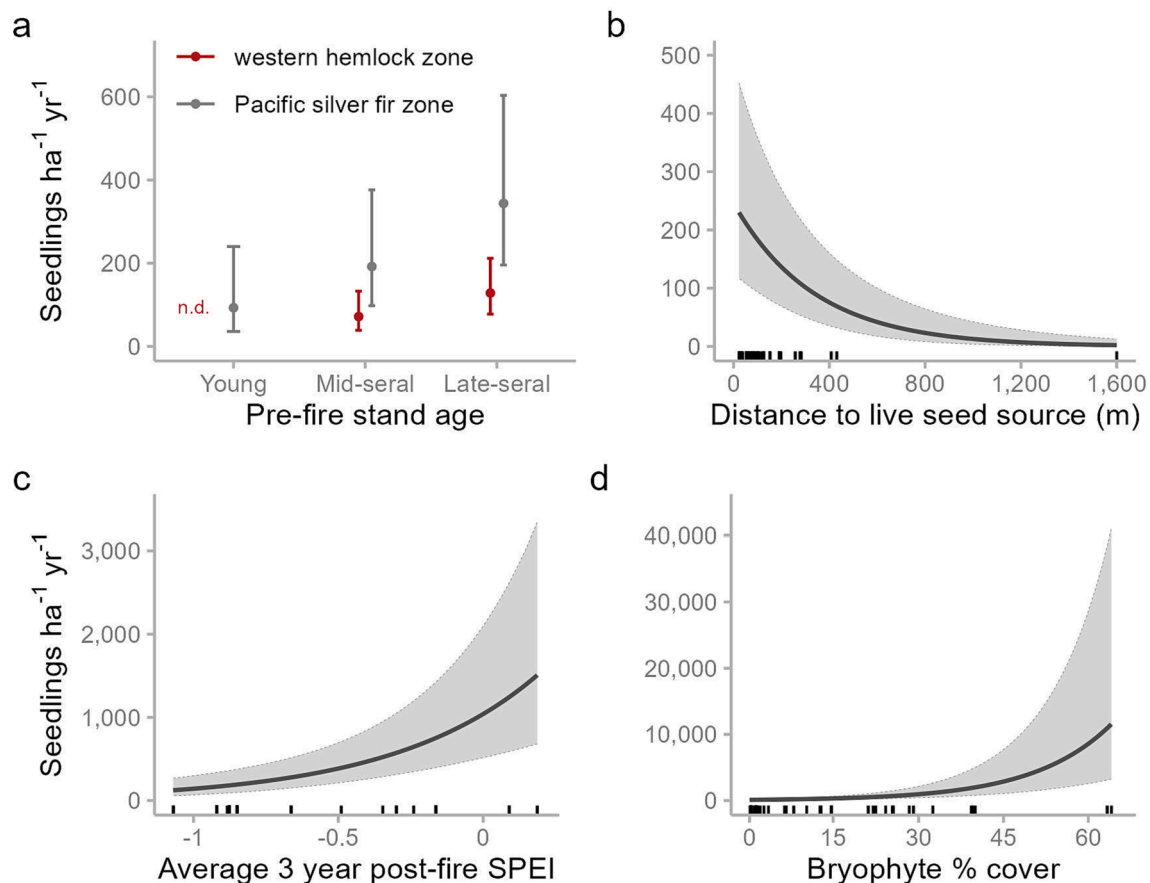 a
Seedlings ha⁻¹ yr⁻¹
600
400
200
0
western hemlock zone
Pacific silver fir zone
n.d.
Young Mid-seral Late-seral
Pre-fire stand age
b
500
400
300
200
100
0
0 400 800 1,200 1,600
Distance to live seed source (m)
c
Seedlings ha⁻¹ yr⁻¹
3,000
2,000
1,000
0
-1 -0.5 0
Average 3 year post-fire SPEI
d
40,000
30,000
20,000
10,000
0
0 15 30 45 60
Bryophyte % cover